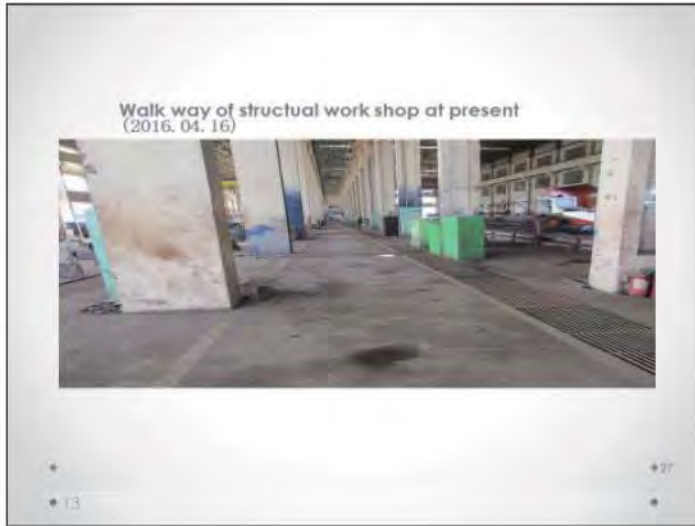 Walk way of structual work shop at present
(2016. 04. 16)
27
13